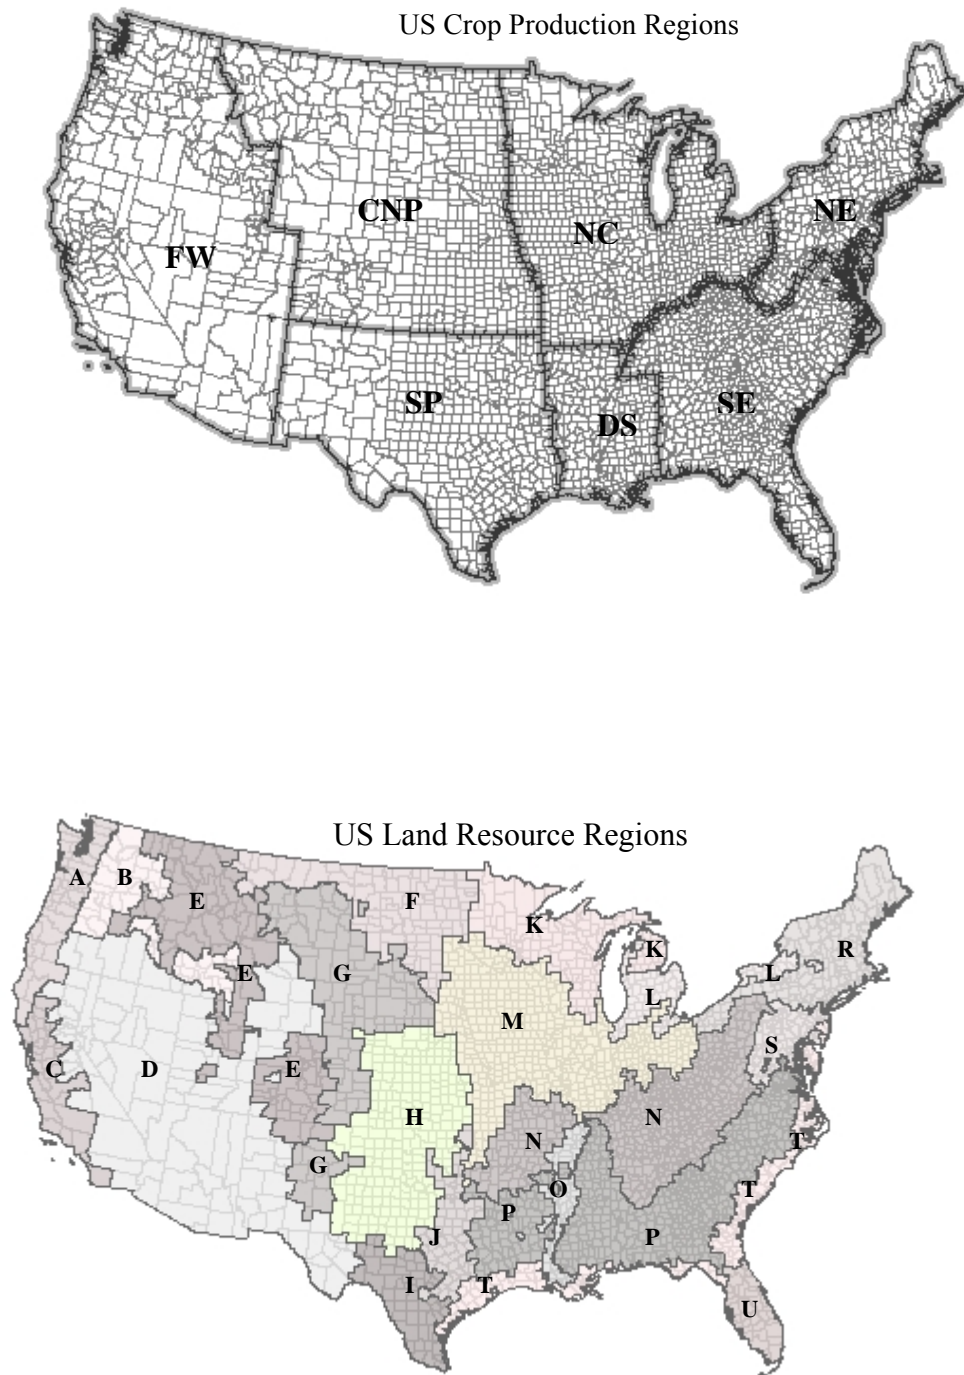 US Crop Production Regions
CNP
NE
NC
FW
SP
SE
DS
US Land Resource Regions
A
B
E
F
K
K
R
E
G
L
L
M
S
C
D
E
H
N
N
T
G
O
T
P
J
P
I
T
U